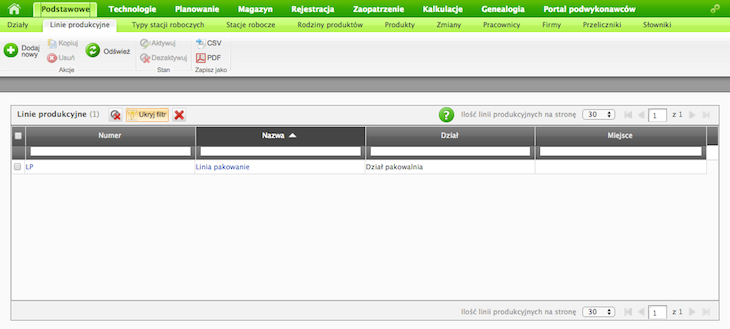 Podstawowe Technologie Planowanie Magazyn Rejestracja Zaopatrzenie Kalkulacje Genealogia Portal podwykonawców
Działy Linie produkcyjne Typy stacji roboczych Stacje robocze Rodziny produktów Produkty Zmiany Pracownicy Firmy Przeliczniki Słowniki
Dodaj nowy Kopiuj Usuń Odśwież Aktywuj Dezaktywuj CSV PDF
Akcje Stan Zapisz jako
Linie produkcyjne (1) Ukryj filtr ? Ilość linii produkcyjnych na stronę 30 1 z 1
Numer Nazwa Dział Miejsce
LP Linia pakowanie Dział pakowalnia
Ilość linii produkcyjnych na stronę 30 1 z 1